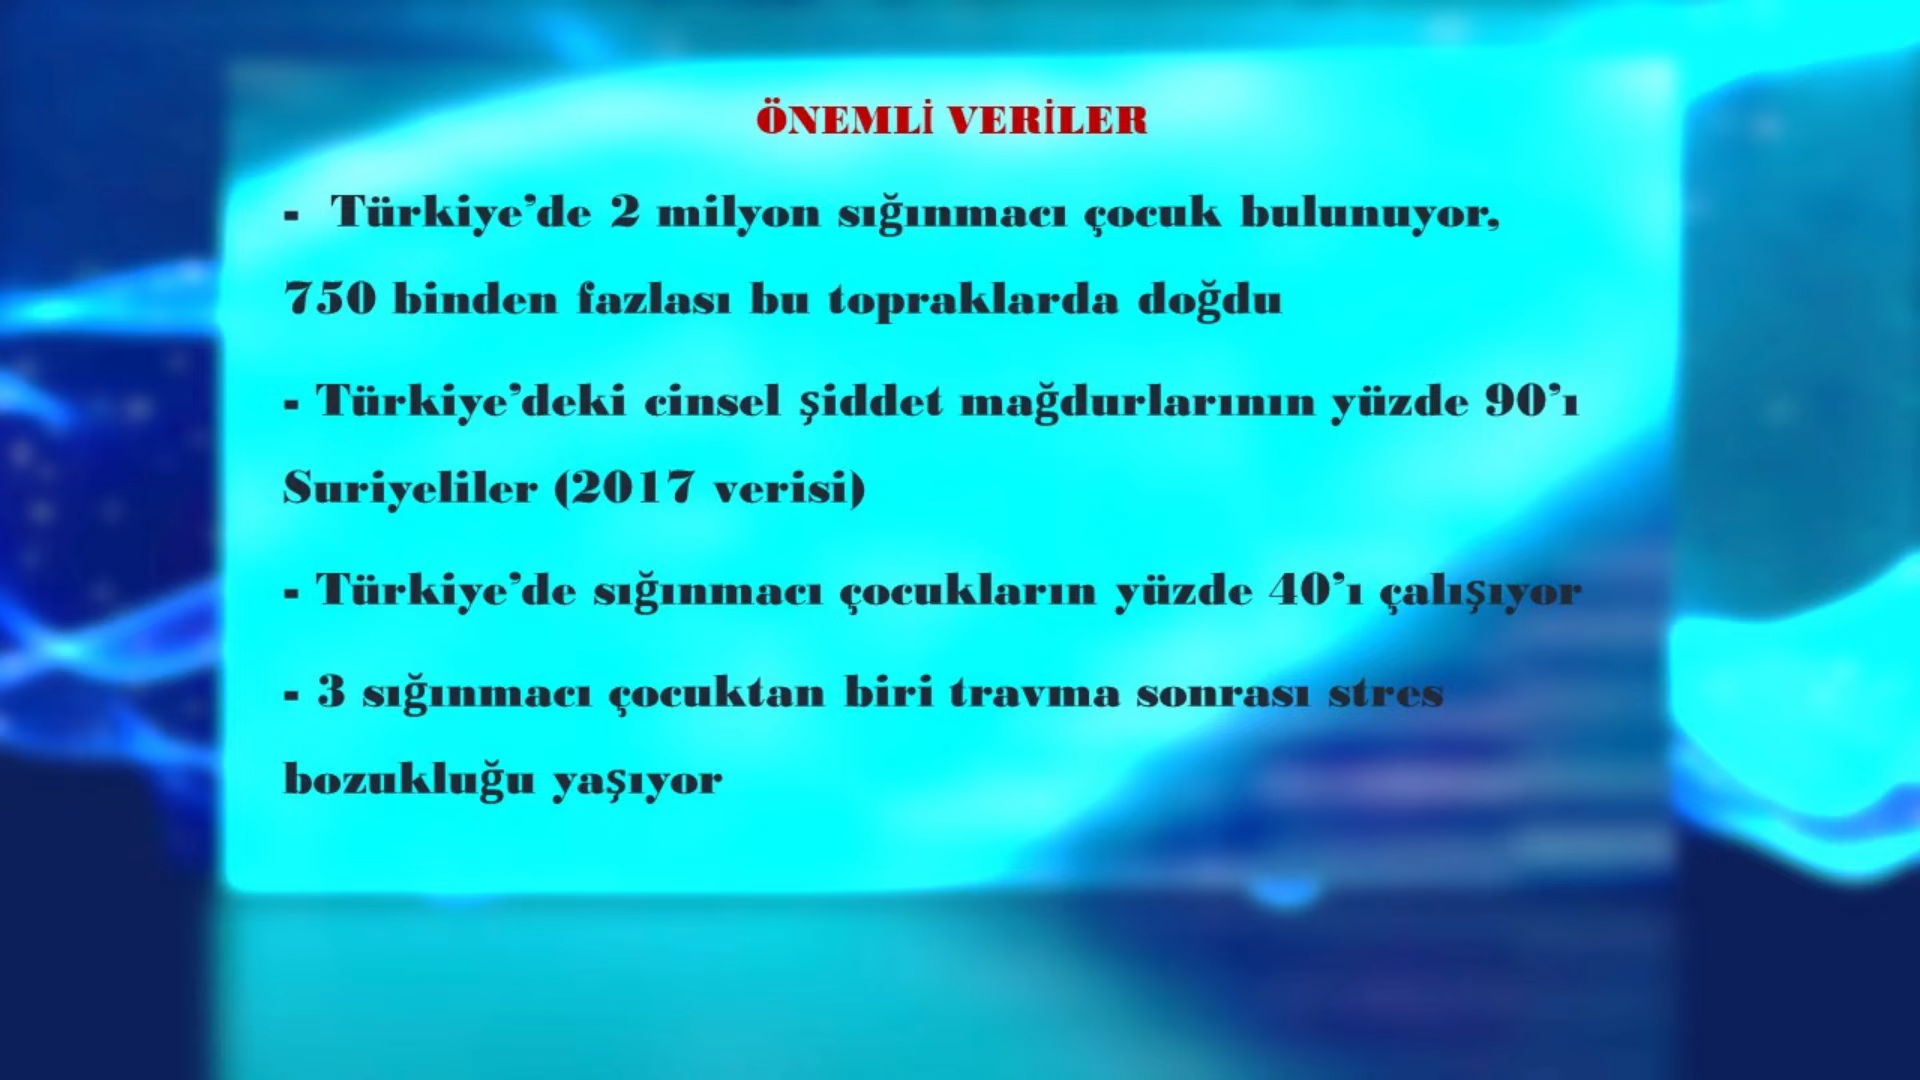 ÖNEMLİ VERİLER
- Türkiye’de 2 milyon sığınmacı çocuk bulunuyor,
750 binden fazlası bu topraklarda doğdu
- Türkiye’deki cinsel şiddet mağdurlarının yüzde 90’ı
Suriyeliler (2017 verisi)
- Türkiye’de sığınmacı çocukların yüzde 40’ı çalışıyor
- 3 sığınmacı çocuktan biri travma sonrası stres
bozukluğu yaşıyor